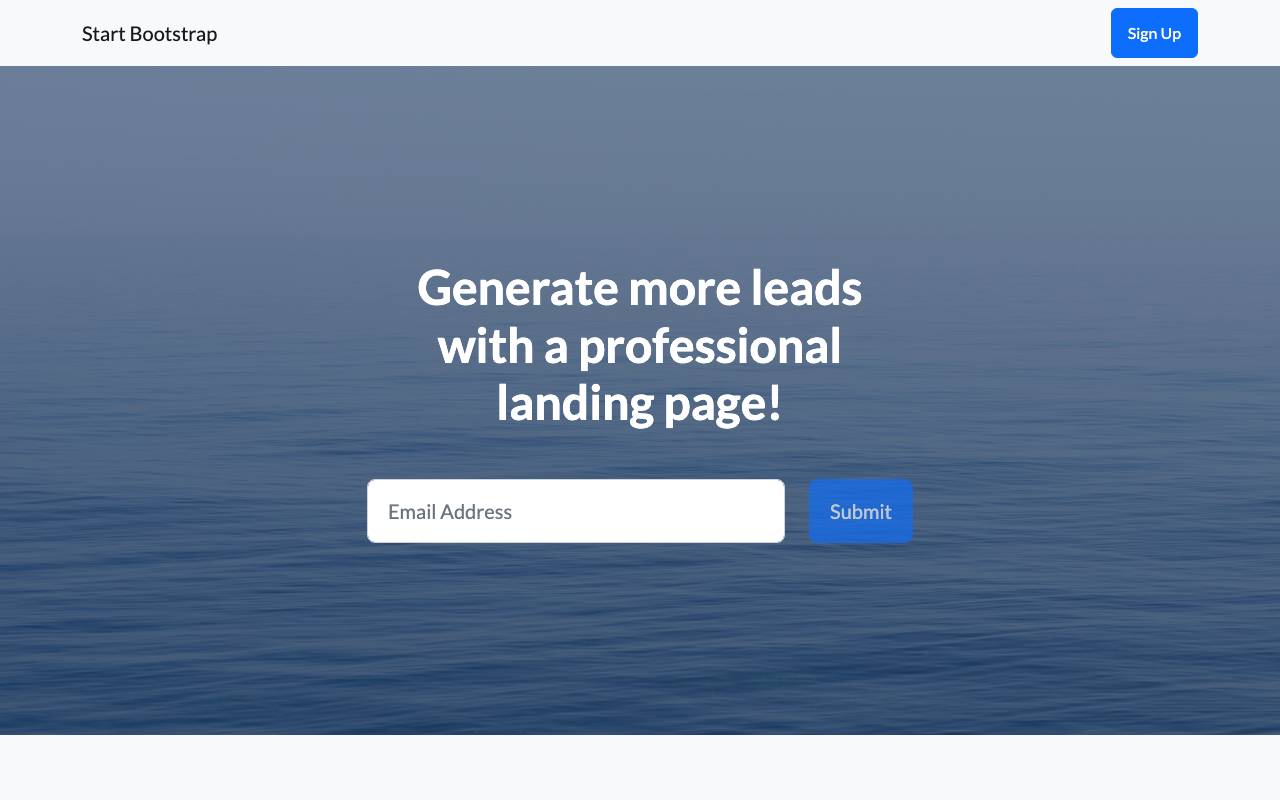 Start Bootstrap
Sign Up
Generate more leads
with a professional
landing page!
Email Address
Submit